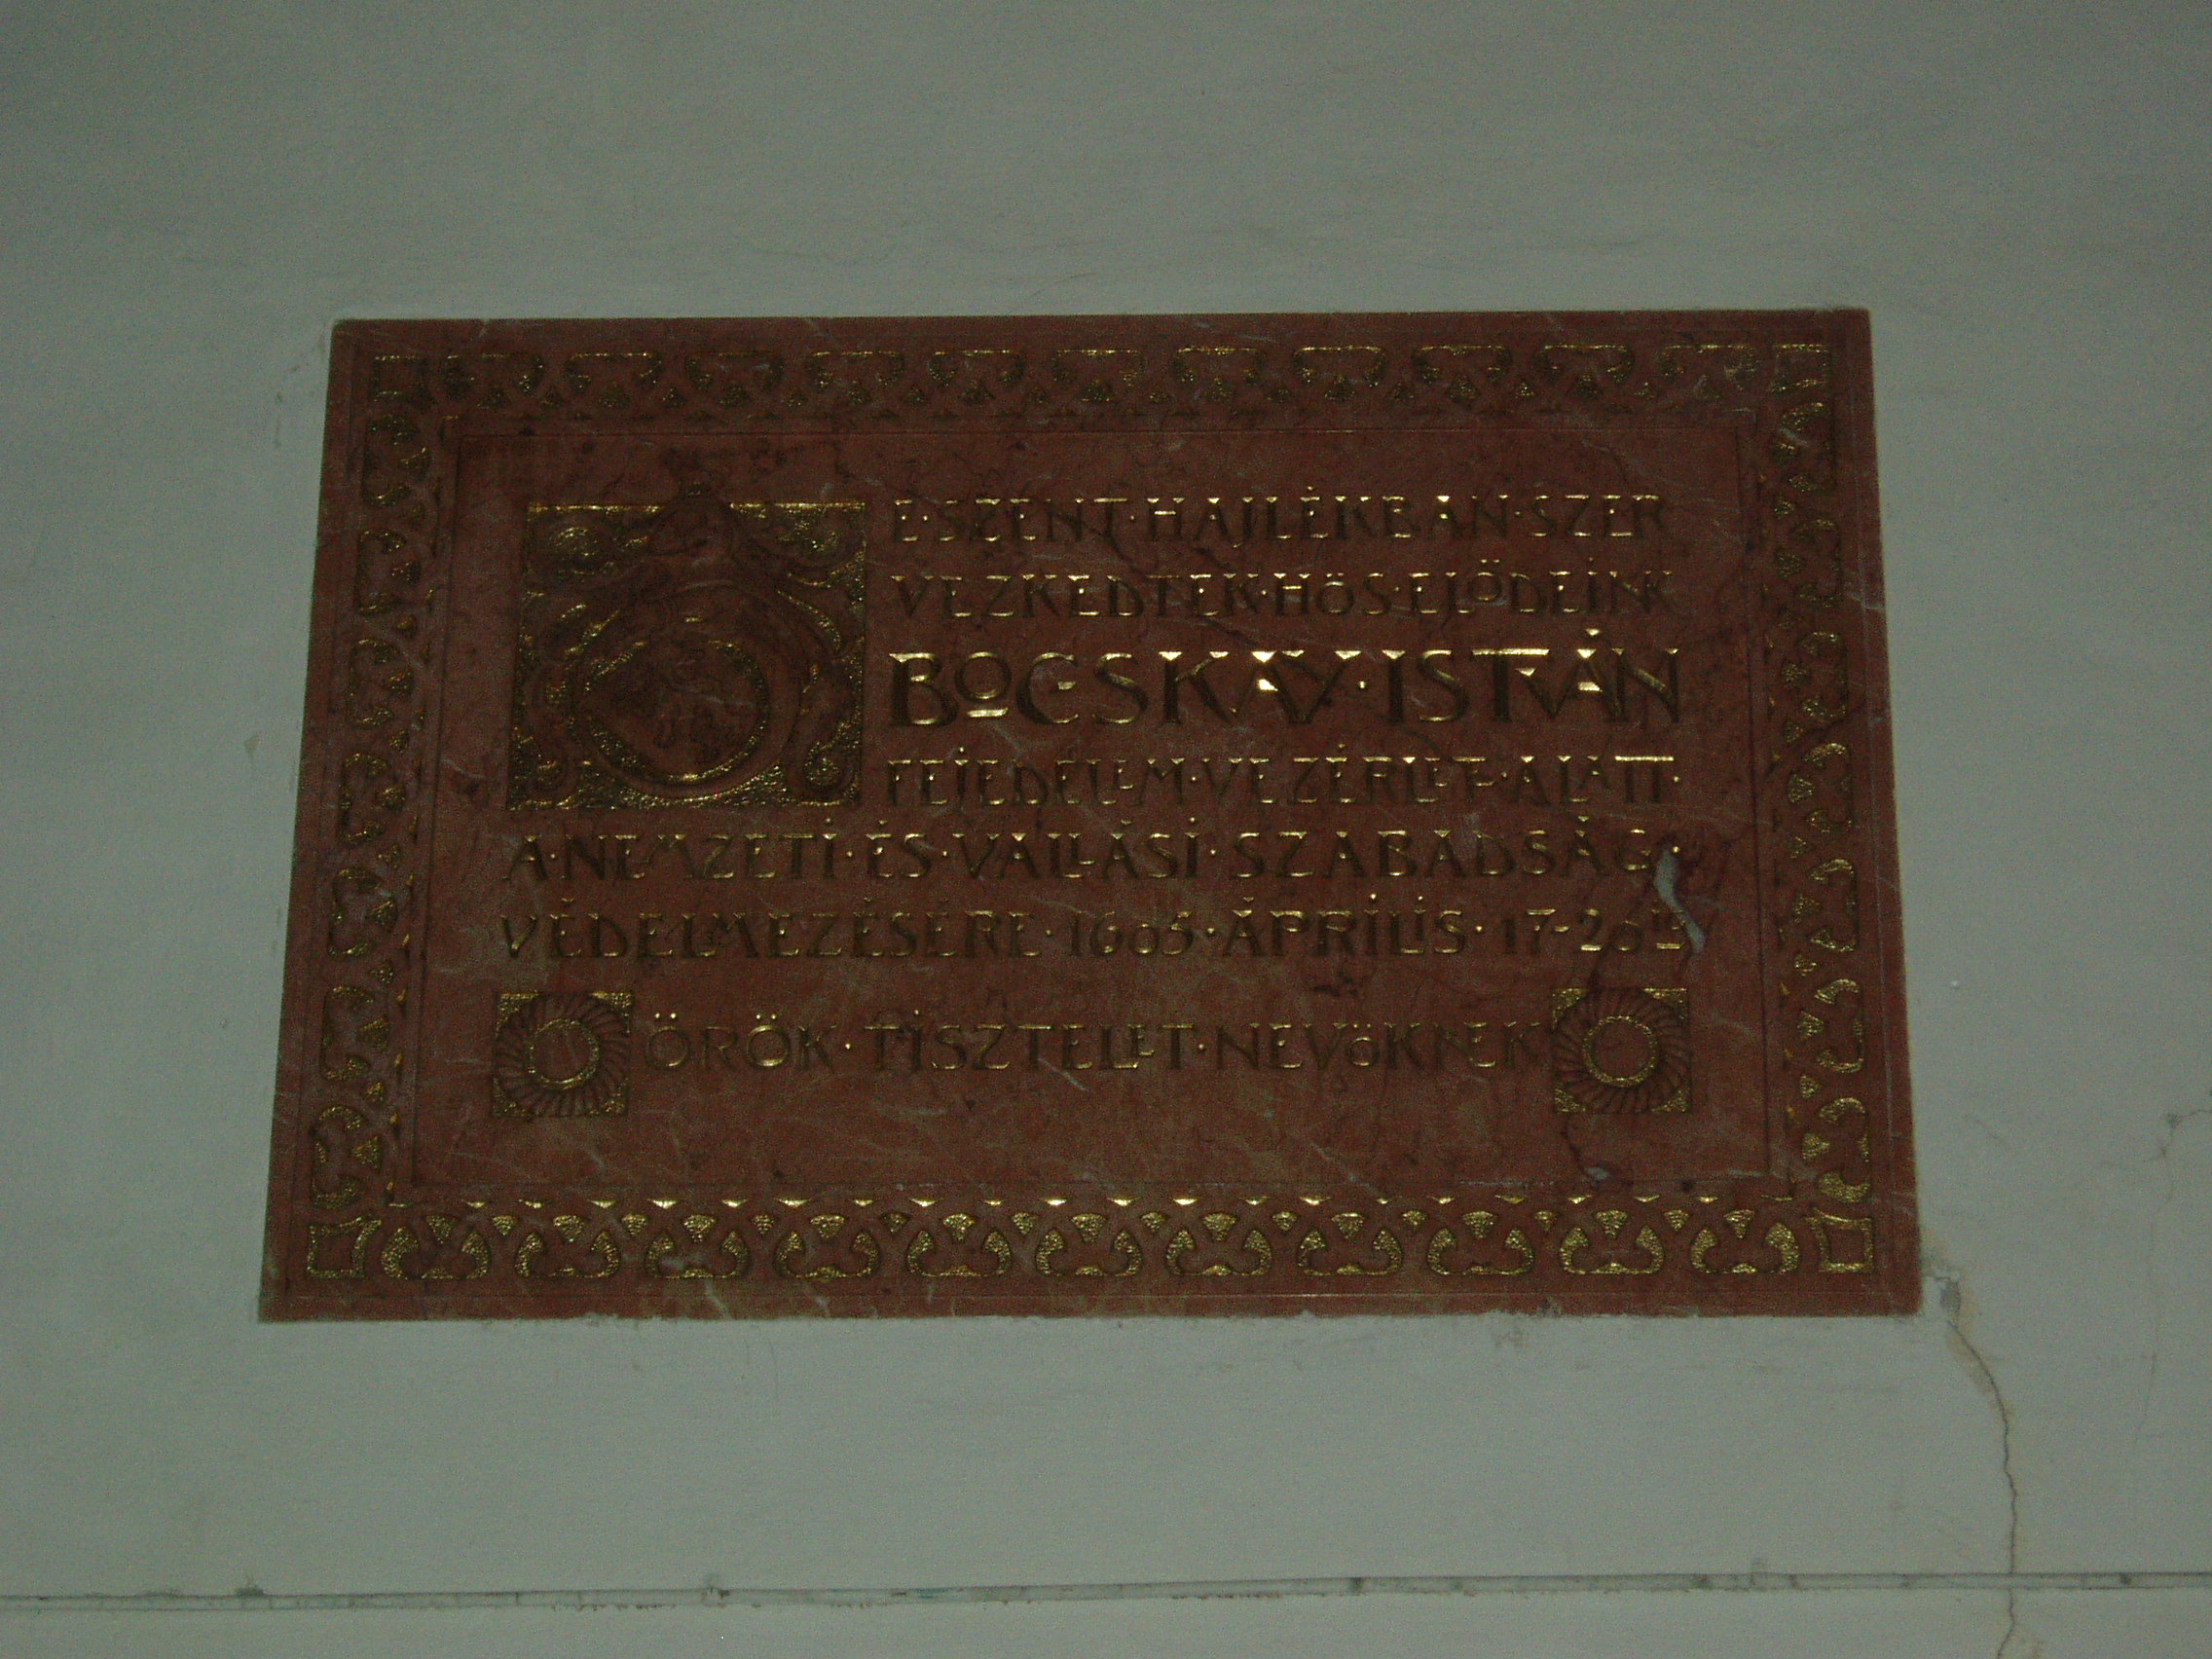 E·SZENT·HAJLÉKBAN·SZER
VEZKEDTEK·HŐS·ELŐDEINK
BOCSKAY·ISTVÁN
FEJEDELEM·VEZÉRLETE·ALATT·
A·NEMZETI·ÉS·VALLÁSI·SZABADSÁG·
VÉDELMEZÉSÉRE·1605·ÁPRILIS·17-20IG
ÖRÖK·TISZTELET·NEVÖKNEK